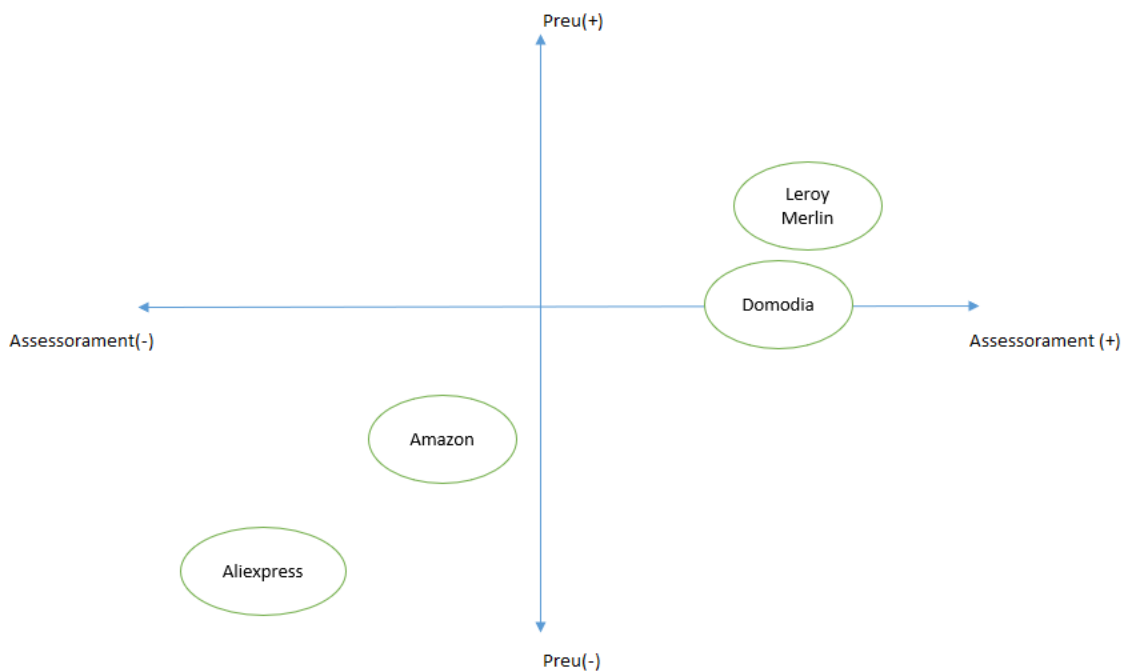 Preu(+)
Leroy
Merlin
Domodia
Assessorament(-)
Assessorament (+)
Amazon
Aliexpress
Preu(-)